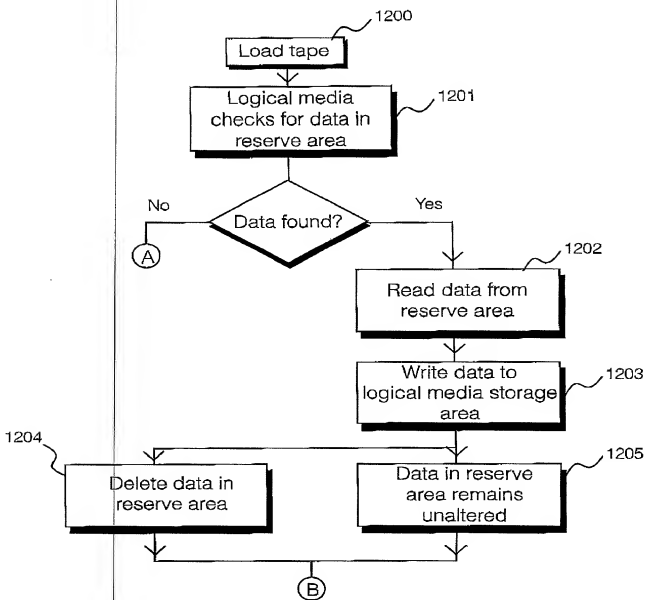 1200
Load tape
1201
Logical media
checks for data in
reserve area
No
Data found?
Yes
A
1202
Read data from
reserve area
1203
Write data to
logical media storage
area
1204
Delete data in
reserve area
1205
Data in reserve
area remains
unaltered
B